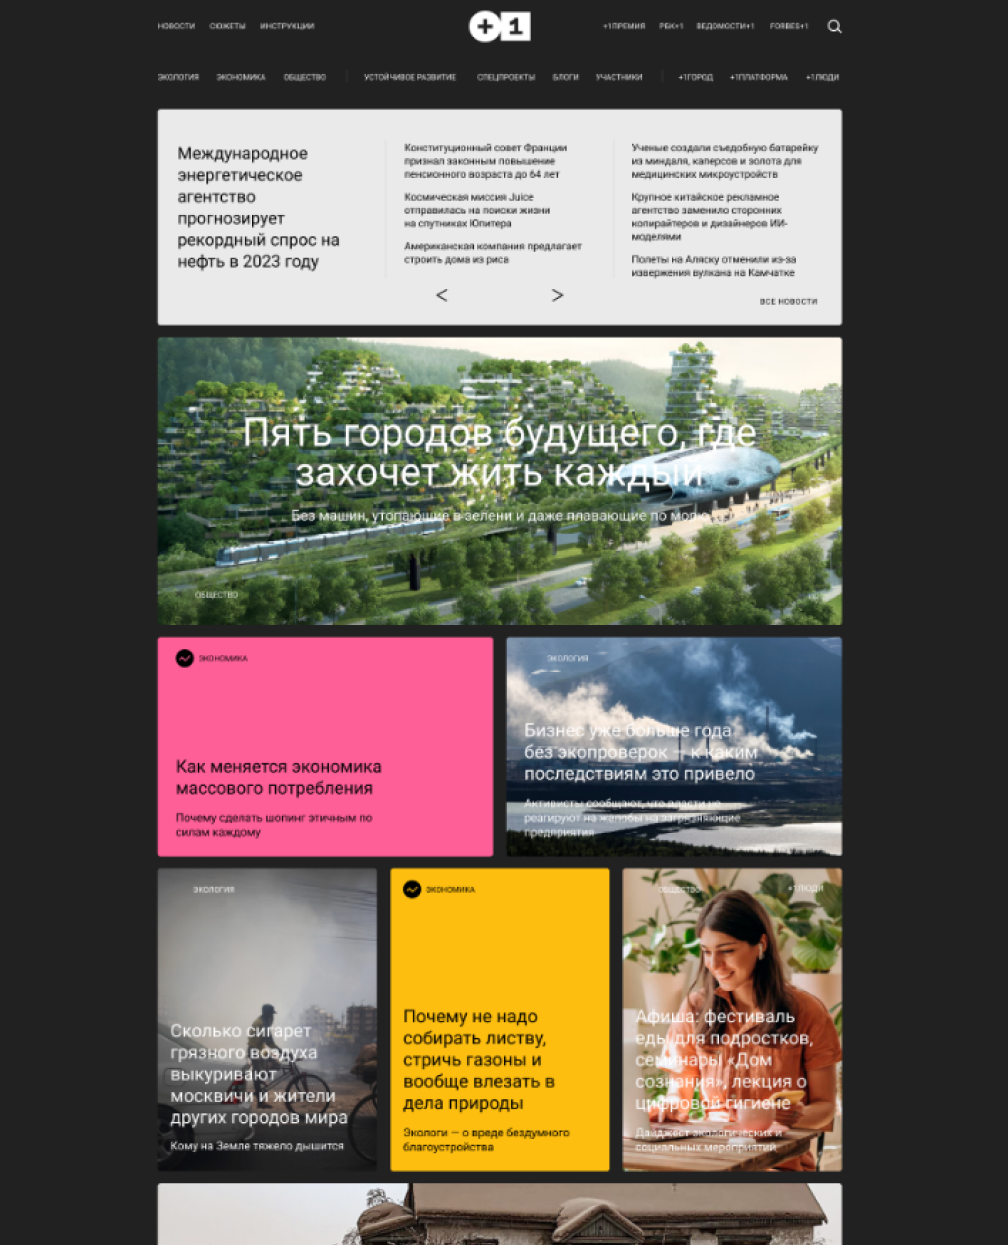 НОВОСТИ СЮЖЕТЫ ИНСТРУКЦИИ
+1
+1ПРЕМИЯ РБК+1 ВЕДОМОСТИ+1 FORBES+1
ЭКОЛОГИЯ ЭКОНОМИКА ОБЩЕСТВО УСТОЙЧИВОЕ РАЗВИТИЕ СПЕЦПРОЕКТЫ БЛОГИ УЧАСТНИКИ +1ГОРОД +1ПЛАТФОРМА +1ЛЮДИ
Международное
энергетическое
агентство
прогнозирует
рекордный спрос на
нефть в 2023 году
Конституционный совет Франции
признал законным повышение
пенсионного возраста до 64 лет
Космическая миссия Juice
отправилась на поиски жизни
на спутниках Юпитера
Американская компания предлагает
строить дома из риса
Ученые создали съедобную батарейку
из миндаля, каперсов и золота для
медицинских микроустройств
Крупное китайское рекламное
агентство заменило сторонних
копирайтеров и дизайнеров ИИ-
моделями
Полеты на Аляску отменили из-за
извержения вулкана на Камчатке
< >
ВСЕ НОВОСТИ
Пять городов будущего, где
захочет жить каждый
Без машин, утопающие в зелени и даже плавающие по морю
ОБЩЕСТВО
ЭКОНОМИКА
Как меняется экономика
массового потребления
Почему сделать шопинг этичным по
силам каждому
ЭКОЛОГИЯ
Бизнес уже больше года
без экопроверок — к каким
последствиям это привело
Активисты сообщают, что власти не
реагируют на жалобы на загрязняющие
предприятия
ЭКОЛОГИЯ
Сколько сигарет
грязного воздуха
выкуривают
москвичи и жители
других городов мира
Кому на Земле тяжело дышится
ЭКОНОМИКА
Почему не надо
собирать листву,
стричь газоны и
вообще влезать в
дела природы
Экологи — о вреде бездумного
благоустройства
ОБЩЕСТВО +1ЛЮДИ
Афиша: фестиваль
еды для подростков,
семинары «Дом
сознания», лекция о
цифровой гигиене
Дайджест экологических и
социальных мероприятий